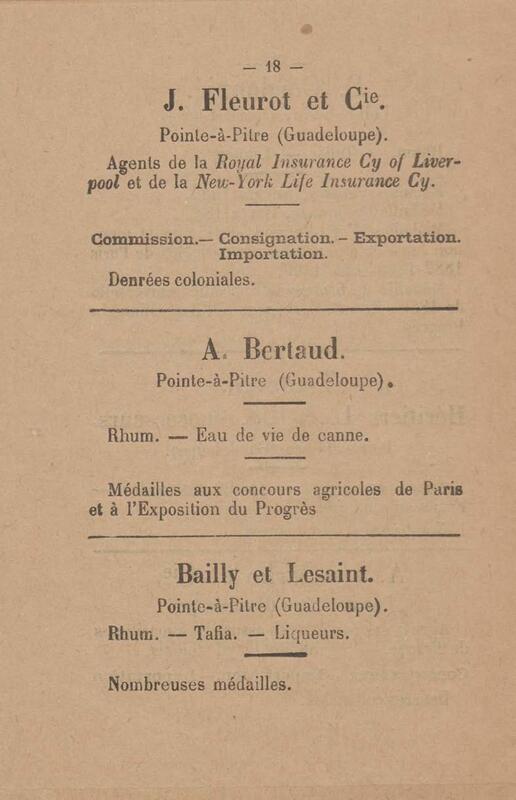 — 18 —
J. Fleurot et Cie.
Pointe-à-Pitre (Guadeloupe).
Agents de la Royal Insurance Cy of Liver-
pool et de la New-York Life Insurance Cy.
Commission.— Consignation. – Exportation.
Importation.
Denrées coloniales.
A. Bertaud.
Pointe-à-Pitre (Guadeloupe).
Rhum. — Eau de vie de canne.
Médailles aux concours agricoles de Paris
et à l'Exposition du Progrès
Bailly et Lesaint.
Pointe-à-Pitre (Guadeloupe).
Rhum. — Tafia. — Liqueurs.
Nombreuses médailles.